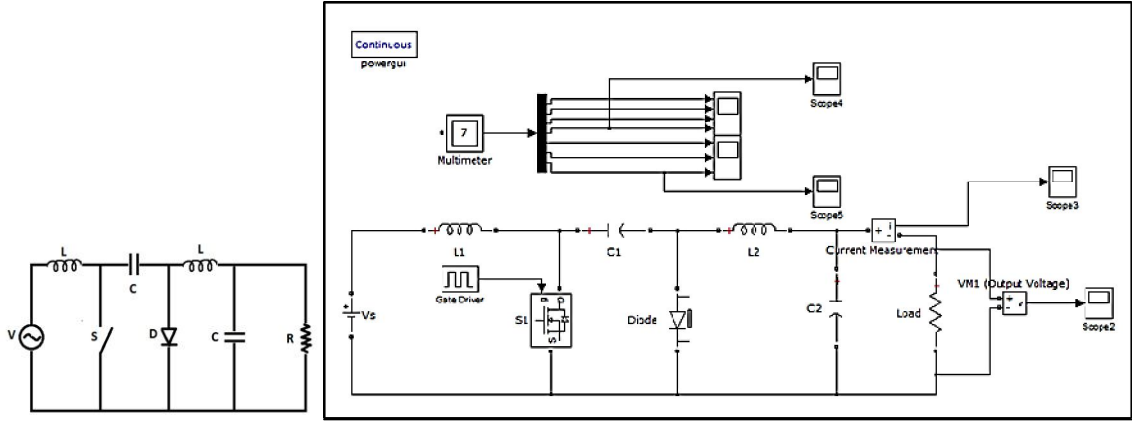 L
L
C
V
S
D
C
R
Continuous
powergui
7
Multimeter
Scope4
Scope5
Scope3
L1
C1
L2
+ i
-
Current Measurement
Gate Driver
VM1 (Output Voltage)
+
Vs
S1
g
D
S
Diode
C2
Load
+ v
-
Scope2